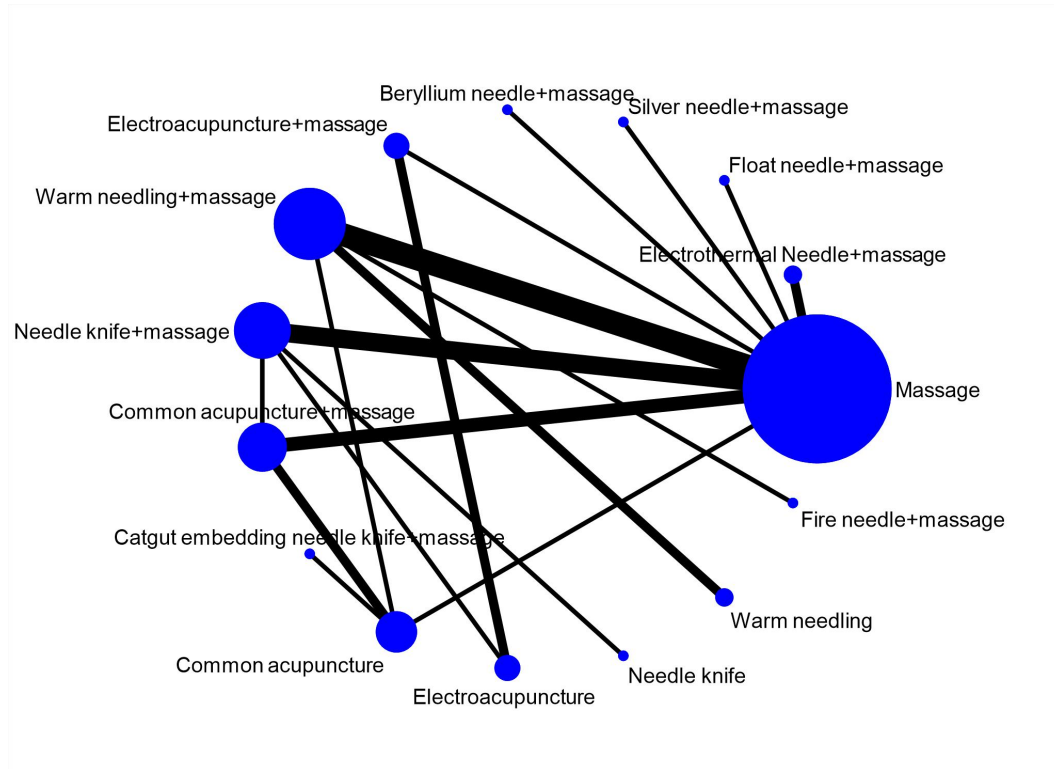 Beryllium needle+massage
Silver needle+massage
Electroacupuncture+massage
Float needle+massage
Warm needling+massage
Electrothermal Needle+massage
Needle knife+massage
Massage
Common acupuncture+massage
Fire needle+massage
Catgut embedding needle knife+massage
Warm needling
Common acupuncture
Needle knife
Electroacupuncture